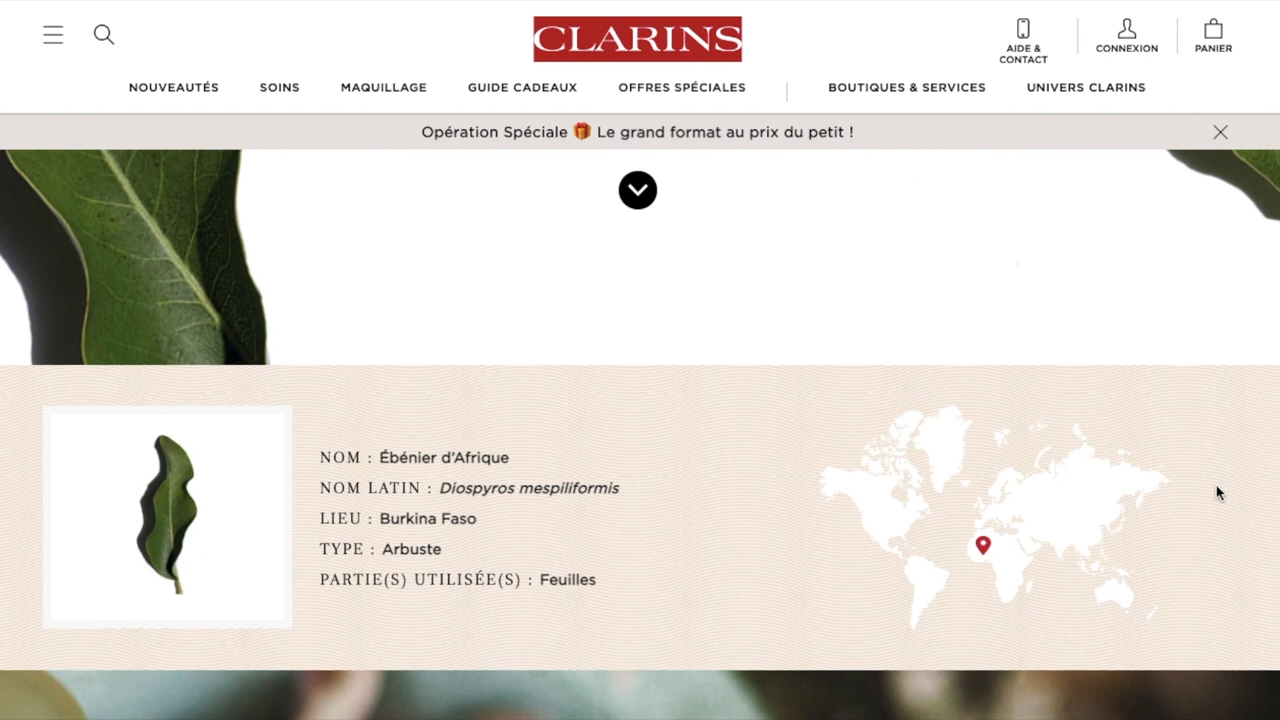 CLARINS
AIDE &
CONTACT
CONNEXION
PANIER
NOUVEAUTÉS
SOINS
MAQUILLAGE
GUIDE CADEAUX
OFFRES SPÉCIALES
BOUTIQUES & SERVICES
UNIVERS CLARINS
Opération Spéciale 🎁 Le grand format au prix du petit !
NOM : Ébénier d'Afrique
NOM LATIN : Diospyros mespiliformis
LIEU : Burkina Faso
TYPE : Arbuste
PARTIE(S) UTILISÉE(S) : Feuilles